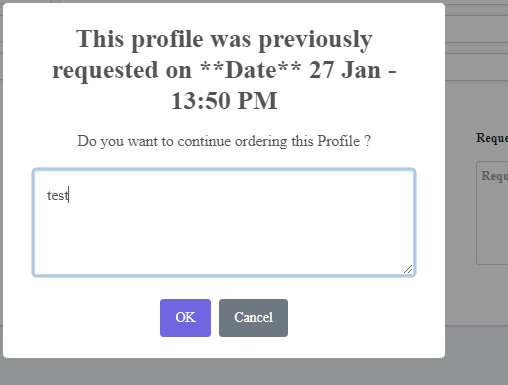 This profile was previously
requested on **Date** 27 Jan -
13:50 PM
Do you want to continue ordering this Profile ?
test
OK
Cancel
Reque
Requ